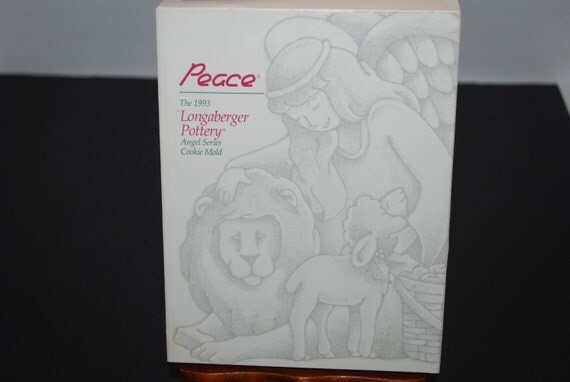 Peace®
The 1993
"Longaberger
Pottery®
Angel Series
Cookie Mold